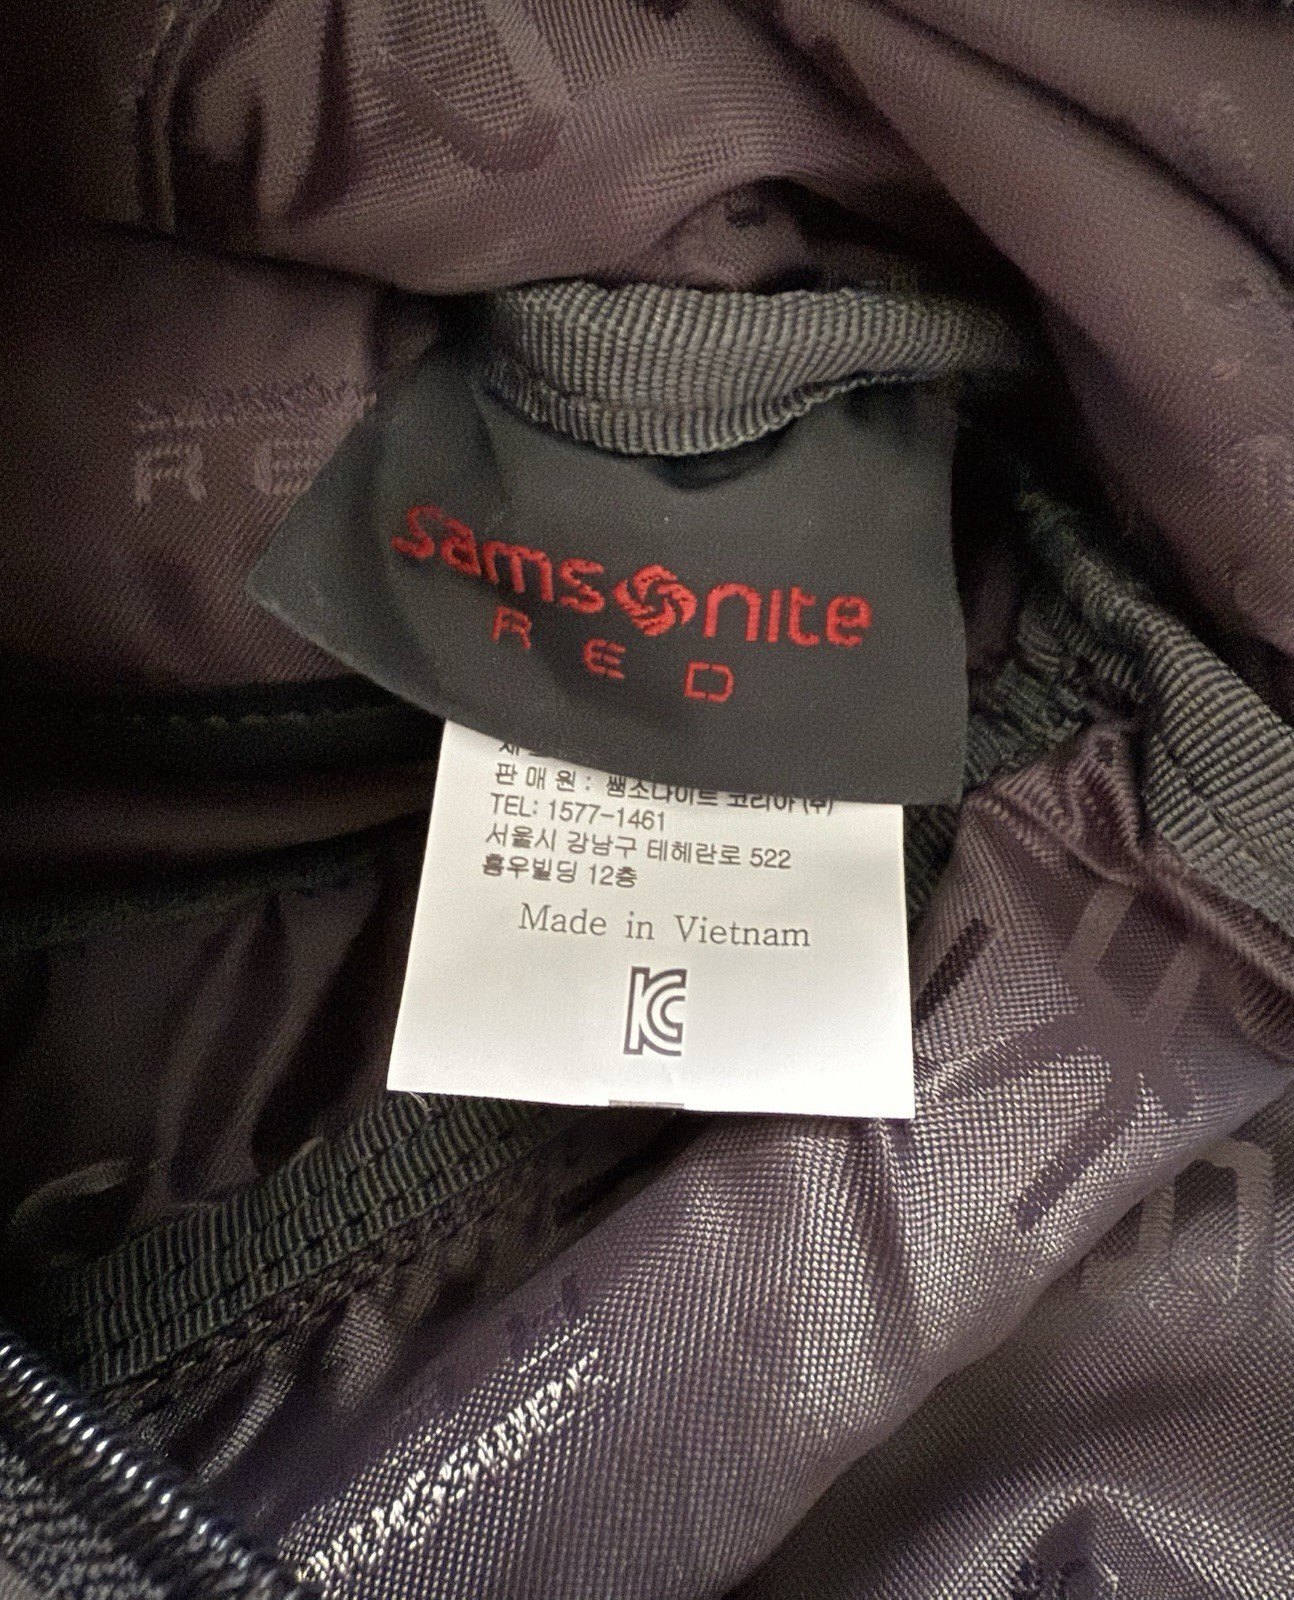 samsonite
RED
판매원 : 쌤소나이트 코리아 (주)
TEL: 1577-1461
서울시 강남구 테헤란로 522
홍우빌딩 12층
Made in Vietnam
KC
RE